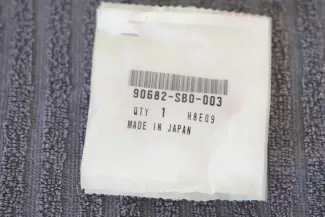 90682-SB0-003
QTY 1 H8E09
MADE IN JAPAN